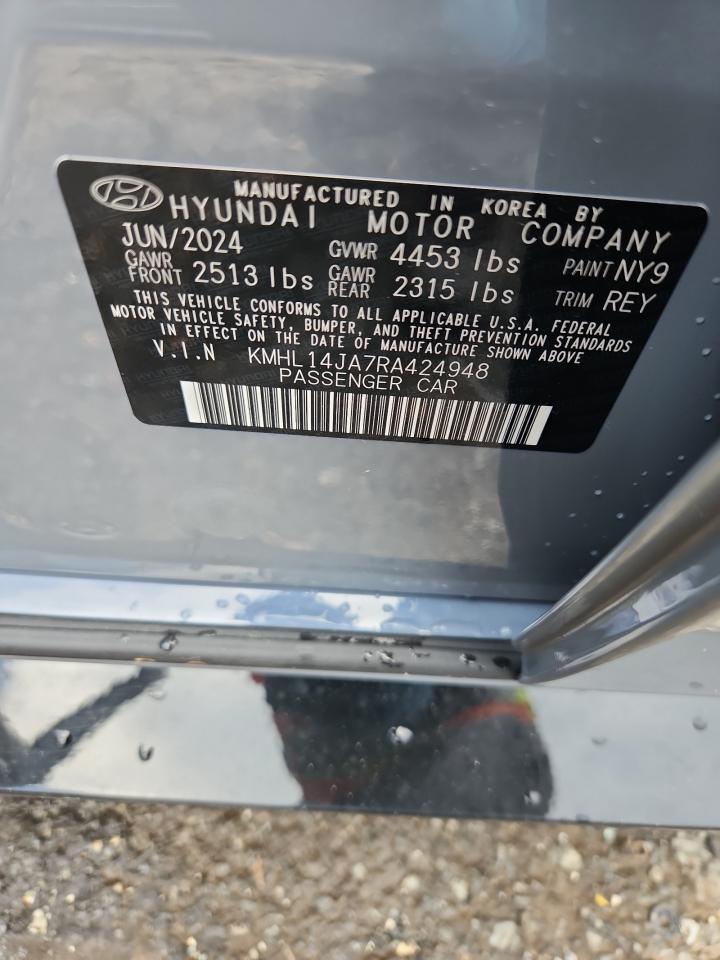 MANUFACTURED IN KOREA BY
HYUNDAI MOTOR COMPANY
JUN/2024 GVWR 4453 lbs PAINT NY9
GAWR FRONT 2513 lbs GAWR REAR 2315 lbs TRIM REY
THIS VEHICLE CONFORMS TO ALL APPLICABLE U.S.A. FEDERAL
MOTOR VEHICLE SAFETY, BUMPER, AND THEFT PREVENTION STANDARDS
IN EFFECT ON THE DATE OF MANUFACTURE SHOWN ABOVE
V.I.N KMHL14JA7RA424948
PASSENGER CAR